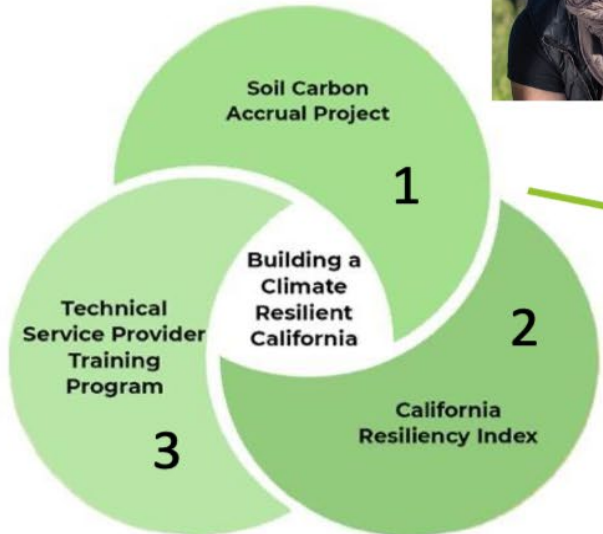 Soil Carbon
Accrual Project
1
Building a
Climate
Resilient
California
2
California
Resiliency Index
Technical
Service Provider
Training
Program
3